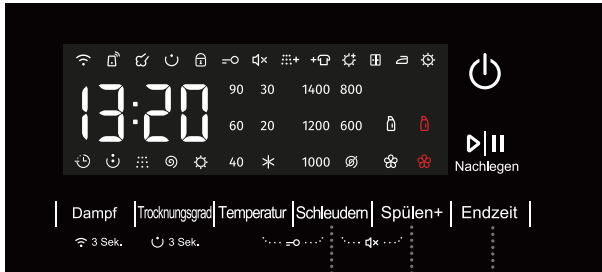 90 30 1400 800
13:20
60 20 1200 600
40 1000
Nachlegen
Dampf Trocknungsgrad Temperatur Schleudern Spülen+ Endzeit
3 Sek. 3 Sek.